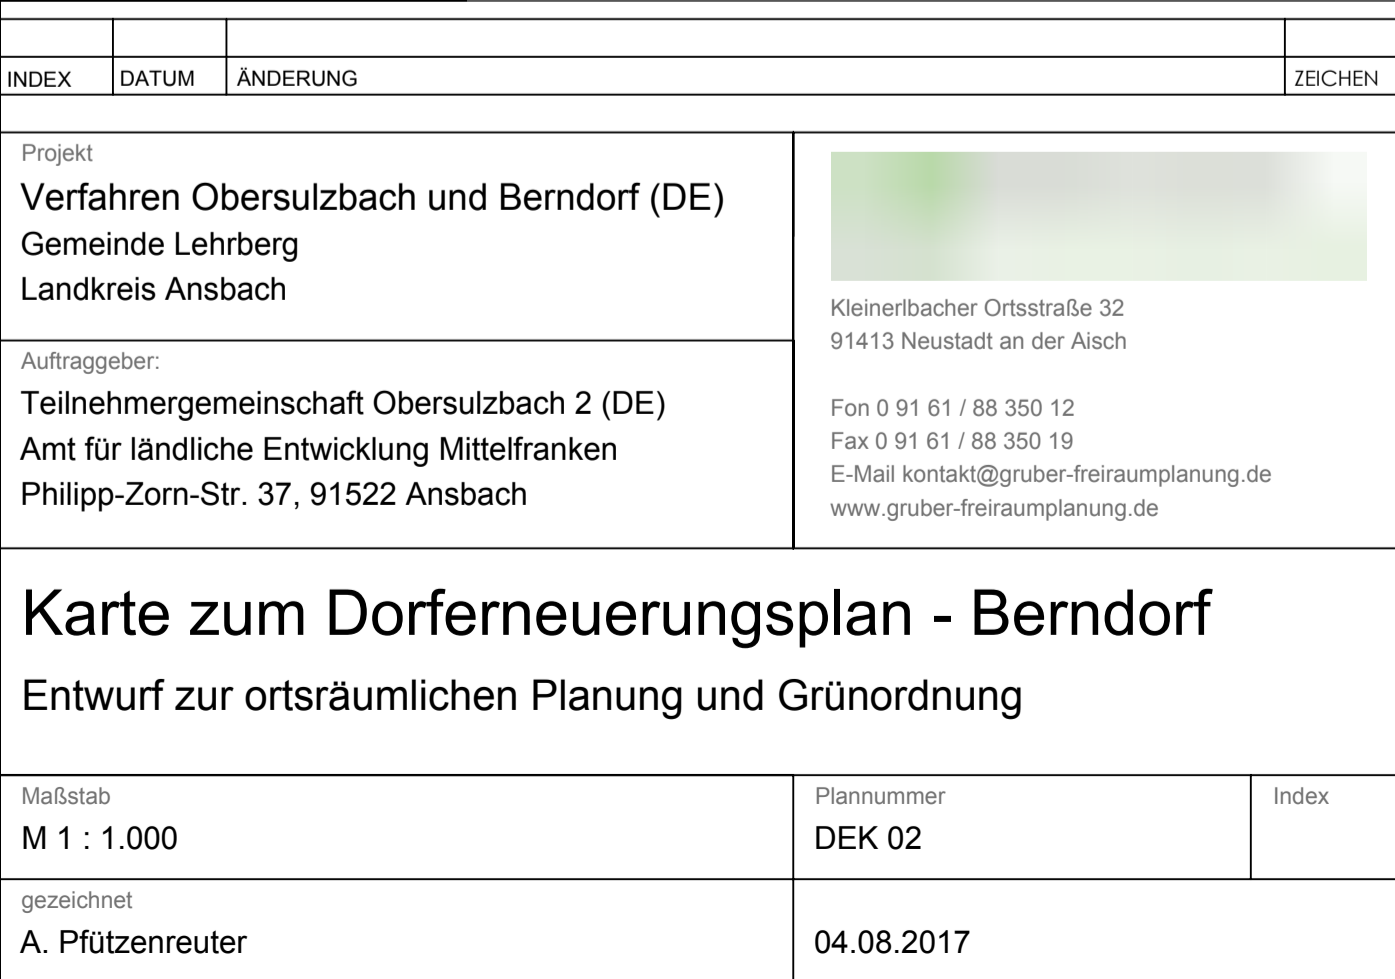 INDEX DATUM ÄNDERUNG ZEICHEN
Projekt
Verfahren Obersulzbach und Berndorf (DE)
Gemeinde Lehrberg
Landkreis Ansbach
Auftraggeber:
Teilnehmergemeinschaft Obersulzbach 2 (DE)
Amt für ländliche Entwicklung Mittelfranken
Philipp-Zorn-Str. 37, 91522 Ansbach
Kleinerlbacher Ortsstraße 32
91413 Neustadt an der Aisch
Fon 0 91 61 / 88 350 12
Fax 0 91 61 / 88 350 19
E-Mail kontakt@gruber-freiraumplanung.de
www.gruber-freiraumplanung.de
Karte zum Dorferneuerungsplan - Berndorf
Entwurf zur ortsräumlichen Planung und Grünordnung
Maßstab
M 1 : 1.000
Plannummer
DEK 02
Index
gezeichnet
A. Pfützenreuter
04.08.2017